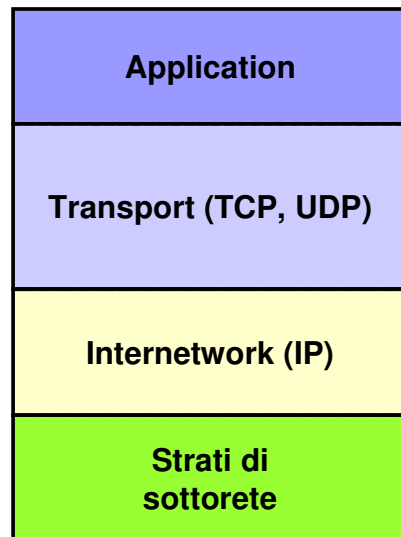 Application
Transport (TCP, UDP)
Internetwork (IP)
Strati di
sottorete